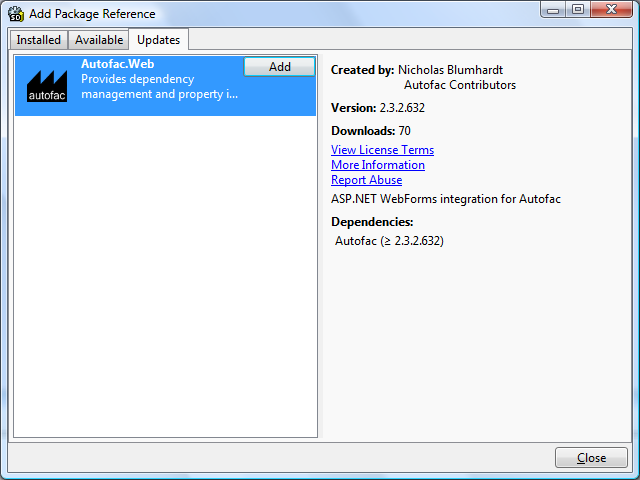 Add Package Reference
Installed Available Updates
Autofac.Web
Add
Provides dependency
management and property i...
autofac
Created by: Nicholas Blumhardt
Autofac Contributors
Version: 2.3.2.632
Downloads: 70
View License Terms
More Information
Report Abuse
ASP.NET WebForms integration for Autofac
Dependencies:
Autofac (≥ 2.3.2.632)
Close